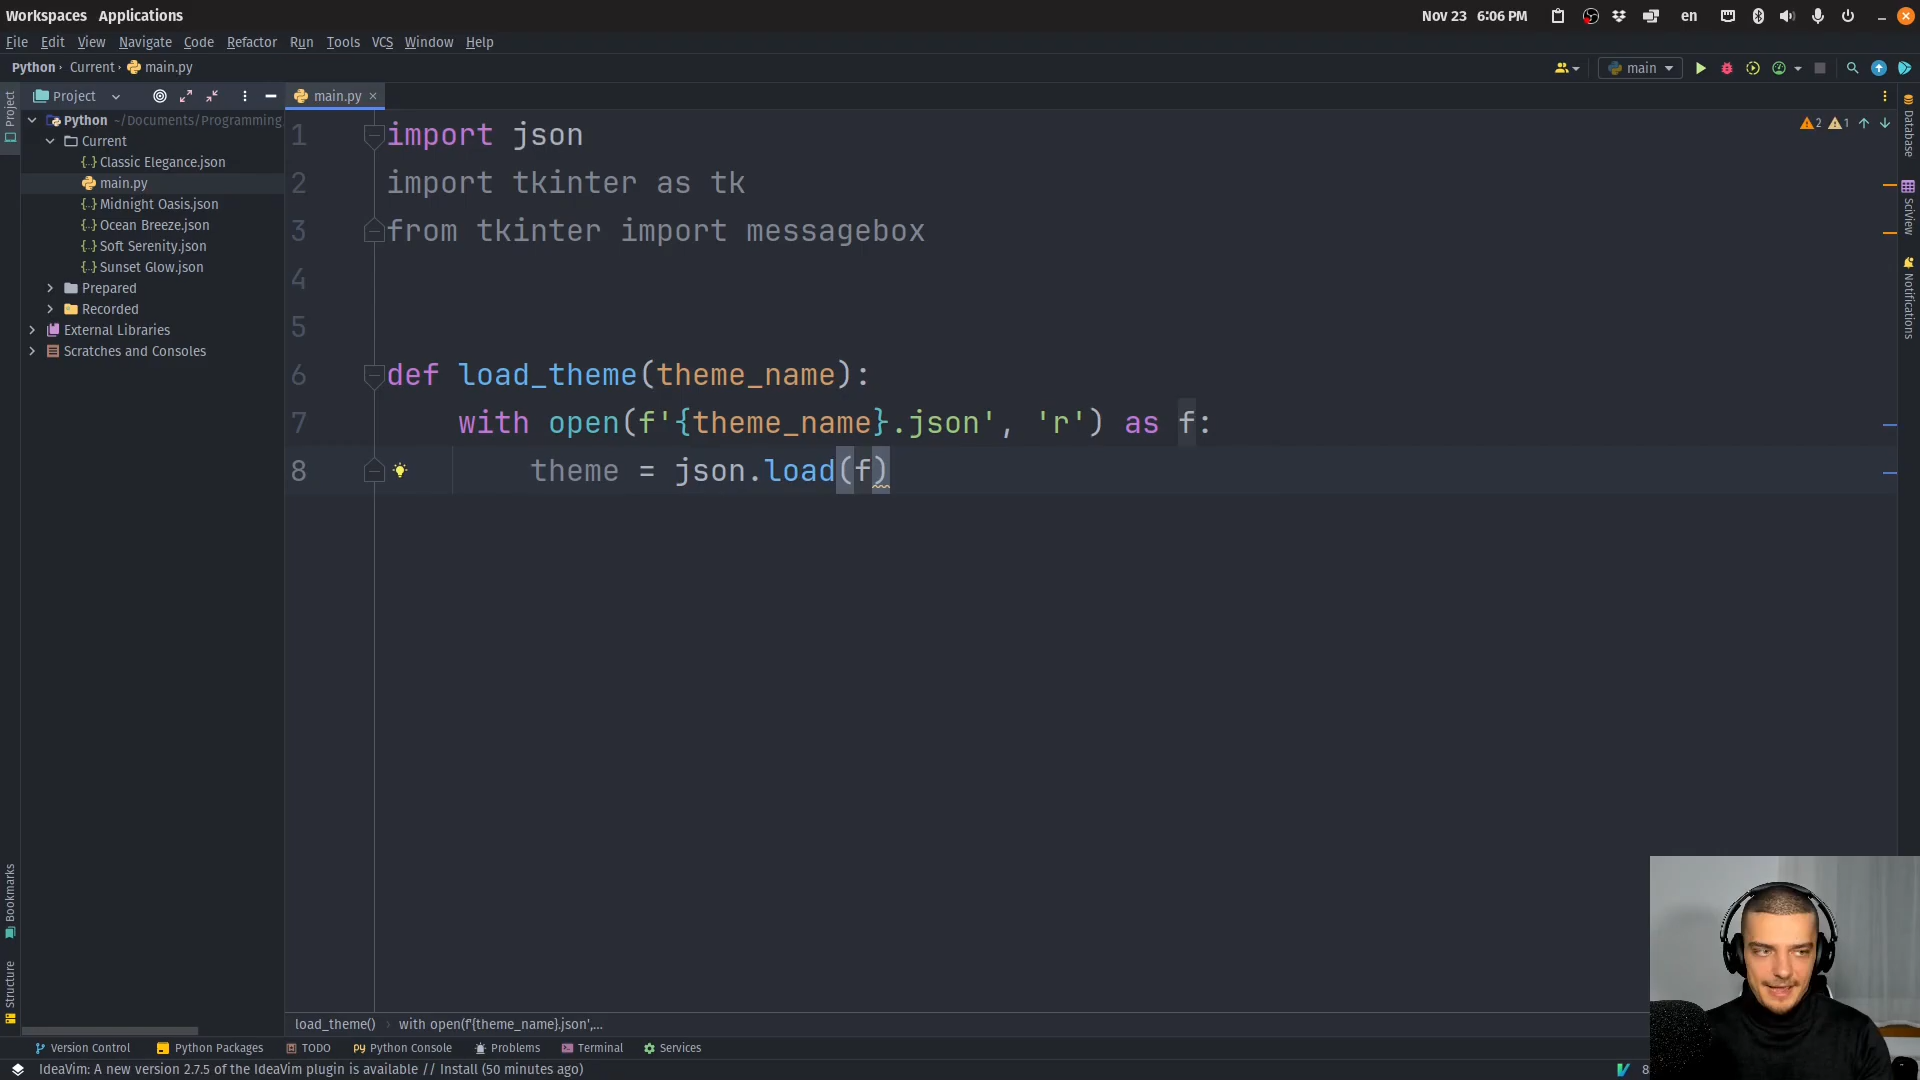 Workspaces Applications Nov 23 6:06 PM en
File Edit View Navigate Code Refactor Run Tools VCS Window Help
Python Current main.py main
Project main.py
Python ~/Documents/Programming
Current
Classic Elegance.json
main.py
Midnight Oasis.json
Ocean Breeze.json
Soft Serenity.json
Sunset Glow.json
Prepared
Recorded
External Libraries
Scratches and Consoles
Project
Bookmarks
Structure
2 1
1 import json
2 import tkinter as tk
3 from tkinter import messagebox
4
5
6 def load_theme(theme_name):
7 with open(f'{theme_name}.json', 'r') as f:
8 theme = json.load(f)
Database
SciView
Notifications
load_theme() › with open(f'{theme_name}.json',...
Version Control Python Packages TODO Python Console Problems Terminal Services
IdeaVim: A new version 2.7.5 of the IdeaVim plugin is available // Install (50 minutes ago) 8